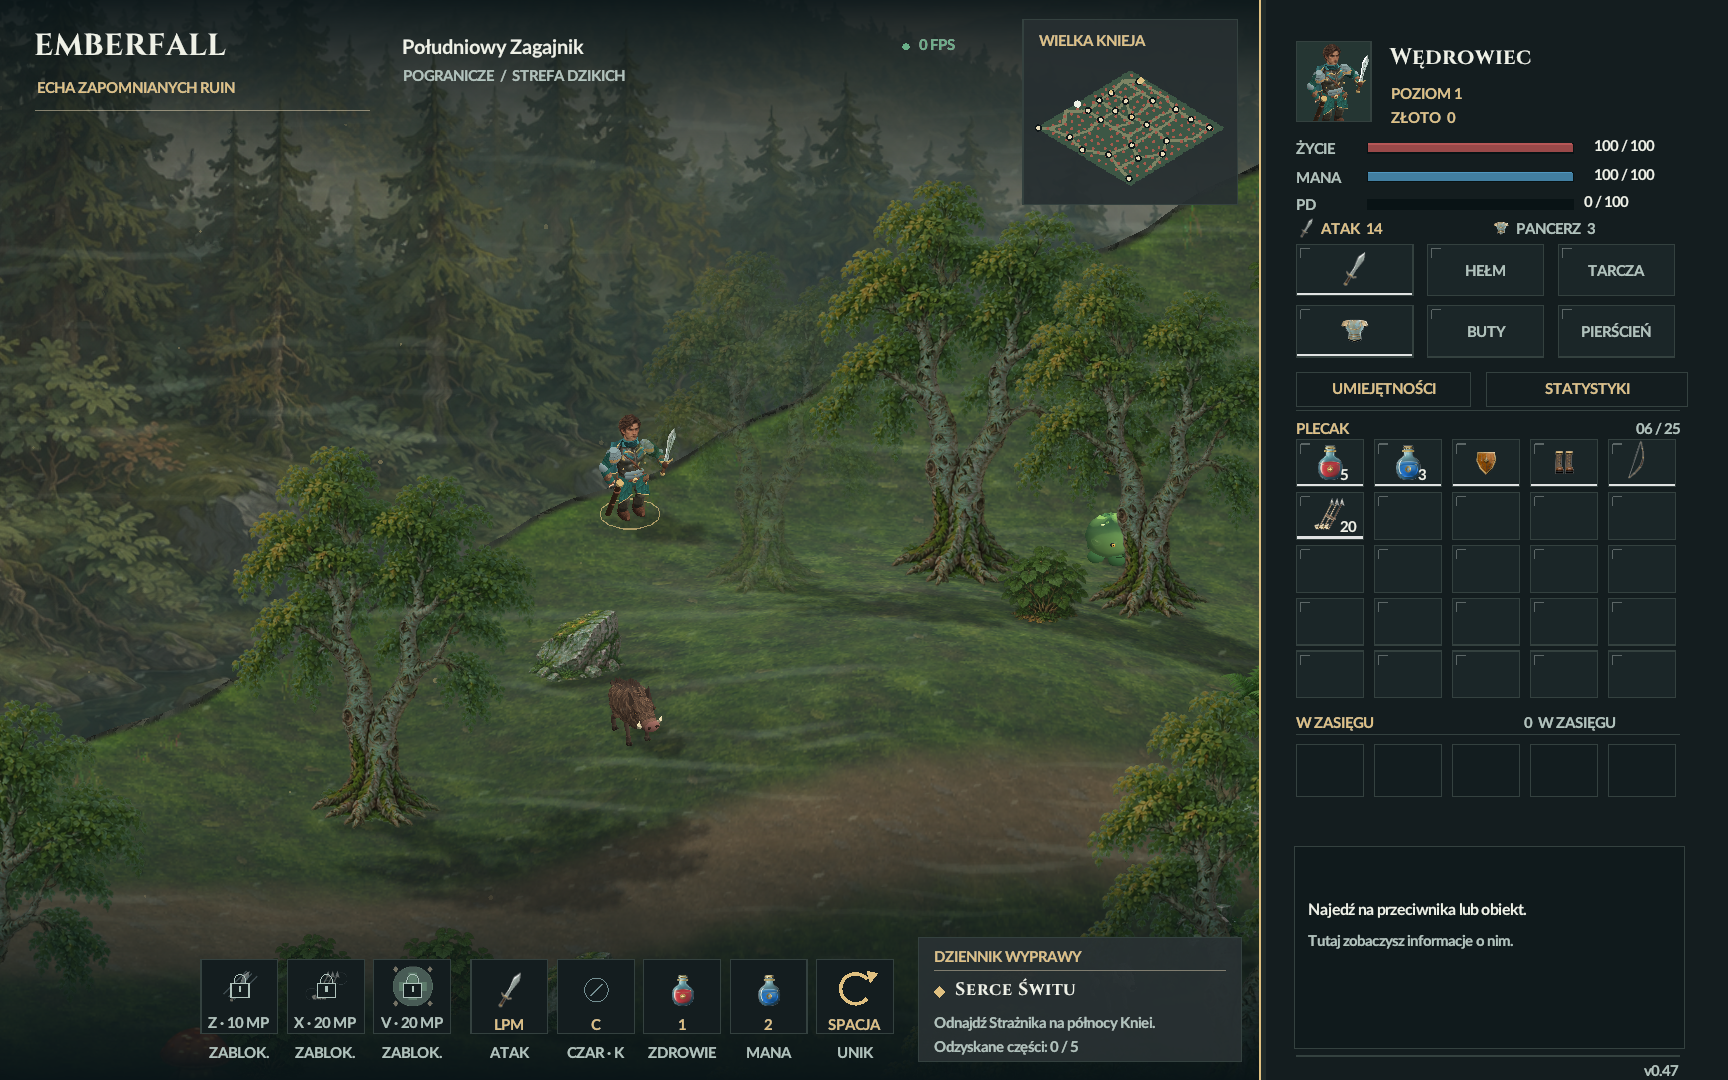 EMBERFALL
ECHA ZAPOMNIANYCH RUIN
Południowy Zagajnik
POGRANICZE / STREFA DZIKICH
0 FPS
WIELKA KNIEJA
Wędrowiec
POZIOM 1
ZŁOTO 0
ŻYCIE 100 / 100
MANA 100 / 100
PD 0 / 100
ATAK 14 PANCERZ 3
HEŁM TARCZA
BUTY PIERŚCIEŃ
UMIEJĘTNOŚCI STATYSTYKI
PLECAK 06 / 25
5 3
20
W ZASIĘGU 0 W ZASIĘGU
Najedź na przeciwnika lub obiekt.
Tutaj zobaczysz informacje o nim.
Z · 10 MP X · 20 MP V · 20 MP LPM C 1 2 SPACJA
ZABLOK. ZABLOK. ZABLOK. ATAK CZAR · K ZDROWIE MANA UNIK
DZIENNIK WYPRAWY
Serce Świtu
Odnajdź Strażnika na północy Kniei.
Odzyskane części: 0 / 5
v0.47